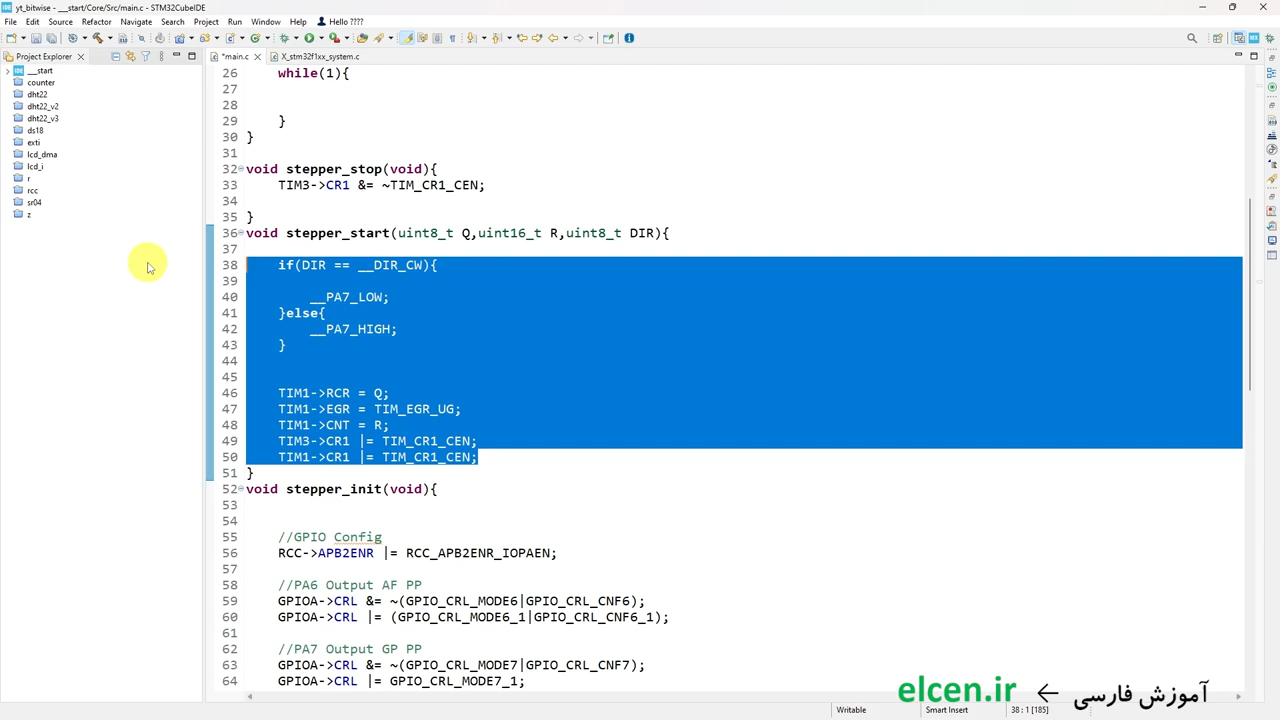 yt_bitwise - ___start/Core/Src/main.c - STM32CubeIDE
File Edit Source Refactor Navigate Search Project Run Window Help Hello ????
Project Explorer
*main.c
X_stm32f1xx_system.c
___start
counter
dht22
dht22_v2
dht22_v3
ds18
exti
lcd_dma
lcd_i
r
rcc
sr04
z
26 while(1){
27
28
29 }
30 }
31
32 void stepper_stop(void){
33 TIM3->CR1 &= ~TIM_CR1_CEN;
34
35 }
36 void stepper_start(uint8_t Q,uint16_t R,uint8_t DIR){
37
38 if(DIR == __DIR_CW){
39
40 __PA7_LOW;
41 }else{
42 __PA7_HIGH;
43 }
44
45
46 TIM1->RCR = Q;
47 TIM1->EGR = TIM_EGR_UG;
48 TIM1->CNT = R;
49 TIM3->CR1 |= TIM_CR1_CEN;
50 TIM1->CR1 |= TIM_CR1_CEN;
51 }
52 void stepper_init(void){
53
54
55 //GPIO Config
56 RCC->APB2ENR |= RCC_APB2ENR_IOPAEN;
57
58 //PA6 Output AF PP
59 GPIOA->CRL &= ~(GPIO_CRL_MODE6|GPIO_CRL_CNF6);
60 GPIOA->CRL |= (GPIO_CRL_MODE6_1|GPIO_CRL_CNF6_1);
61
62 //PA7 Output GP PP
63 GPIOA->CRL &= ~(GPIO_CRL_MODE7|GPIO_CRL_CNF7);
64 GPIOA->CRL |= GPIO_CRL_MODE7_1;
elcen.ir ← آموزش فارسی
Writable Smart Insert 38 : 1 [185]